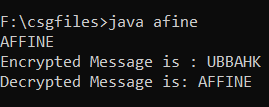 F:\csgfiles>java afine
AFFINE
Encrypted Message is : UBBAHK
Decrypted Message is: AFFINE